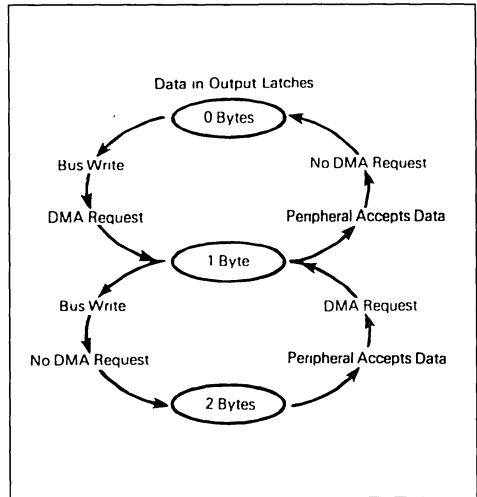 Data in Output Latches
0 Bytes
Bus Write
No DMA Request
DMA Request
Peripheral Accepts Data
1 Byte
Bus Write
DMA Request
No DMA Request
Peripheral Accepts Data
2 Bytes